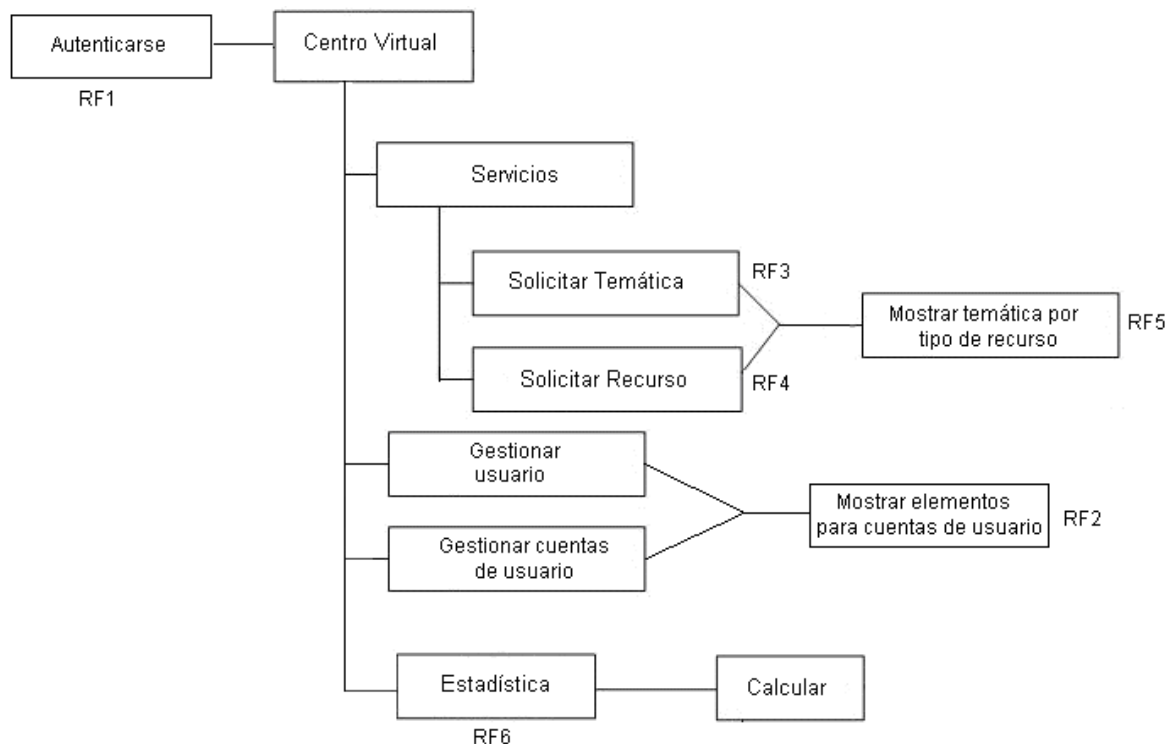 Autenticarse
Centro Virtual
RF1
Servicios
Solicitar Temática
RF3
Mostrar temática por
tipo de recurso
RF5
Solicitar Recurso
RF4
Gestionar
usuario
Mostrar elementos
para cuentas de usuario
RF2
Gestionar cuentas
de usuario
Estadística
Calcular
RF6